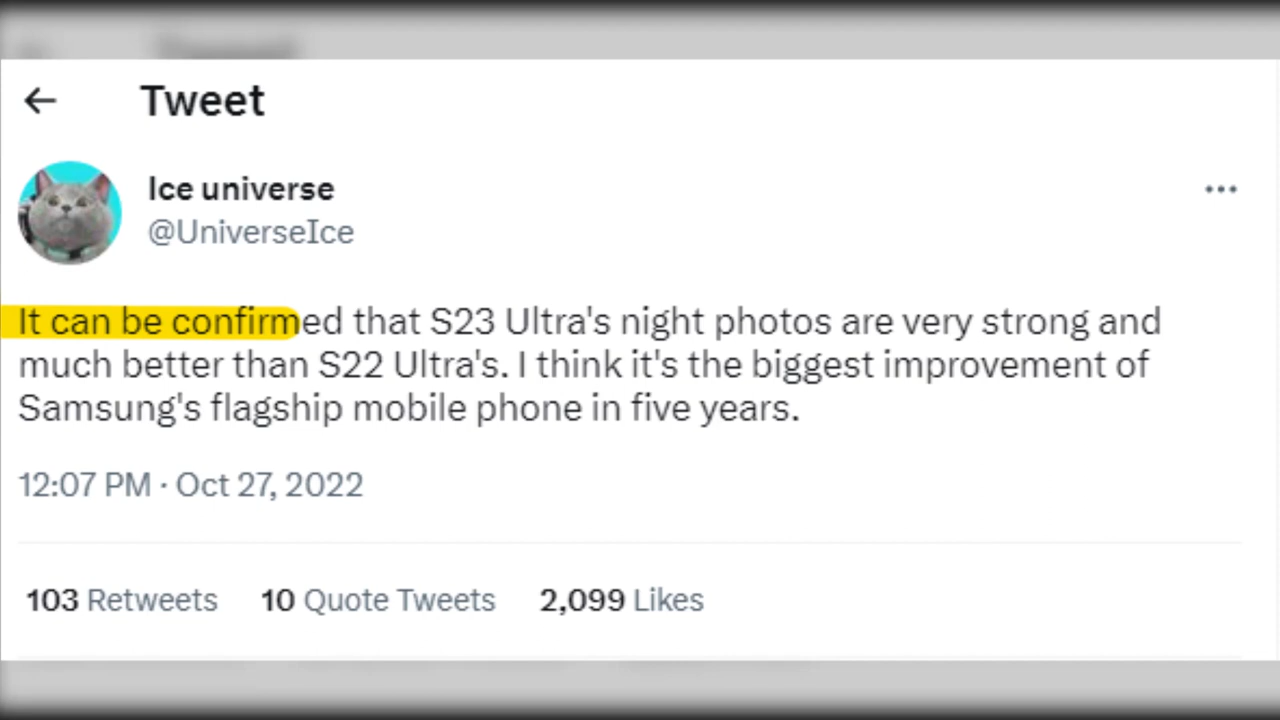 Tweet
Ice universe
@UniverseIce
It can be confirmed that S23 Ultra's night photos are very strong and
much better than S22 Ultra's. I think it's the biggest improvement of
Samsung's flagship mobile phone in five years.
12:07 PM · Oct 27, 2022
103 Retweets 10 Quote Tweets 2,099 Likes